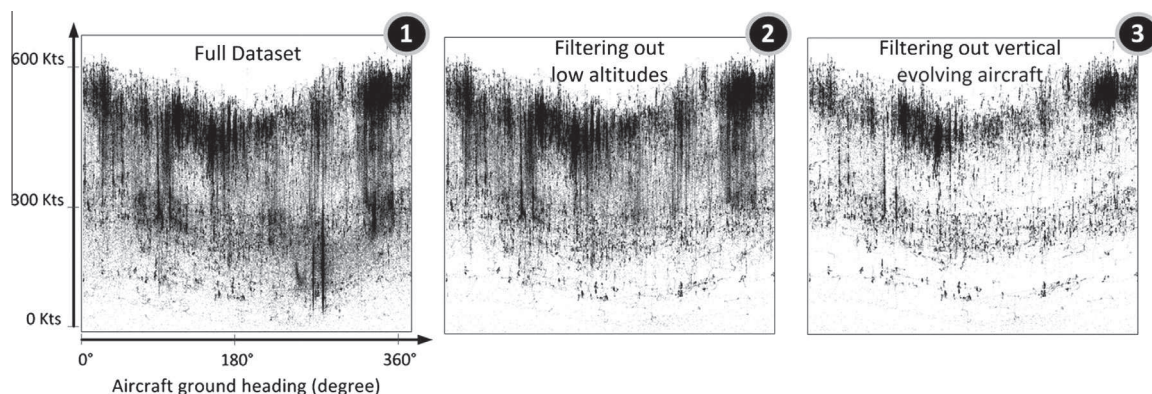 1
Full Dataset
2
Filtering out
low altitudes
3
Filtering out vertical
evolving aircraft
600 Kts
300 Kts
0 Kts
0°
180°
360°
Aircraft ground heading (degree)